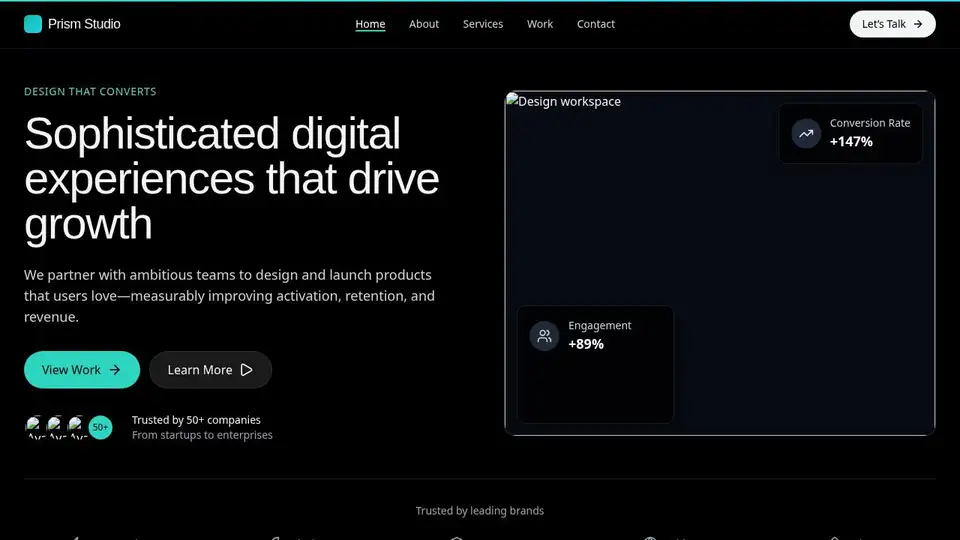 Prism Studio
Home
About
Services
Work
Contact
Let's Talk
DESIGN THAT CONVERTS
Sophisticated digital
experiences that drive
growth
We partner with ambitious teams to design and launch products
that users love—measurably improving activation, retention, and
revenue.
View Work
Learn More
50+
Trusted by 50+ companies
From startups to enterprises
Design workspace
Conversion Rate
+147%
Engagement
+89%
Trusted by leading brands